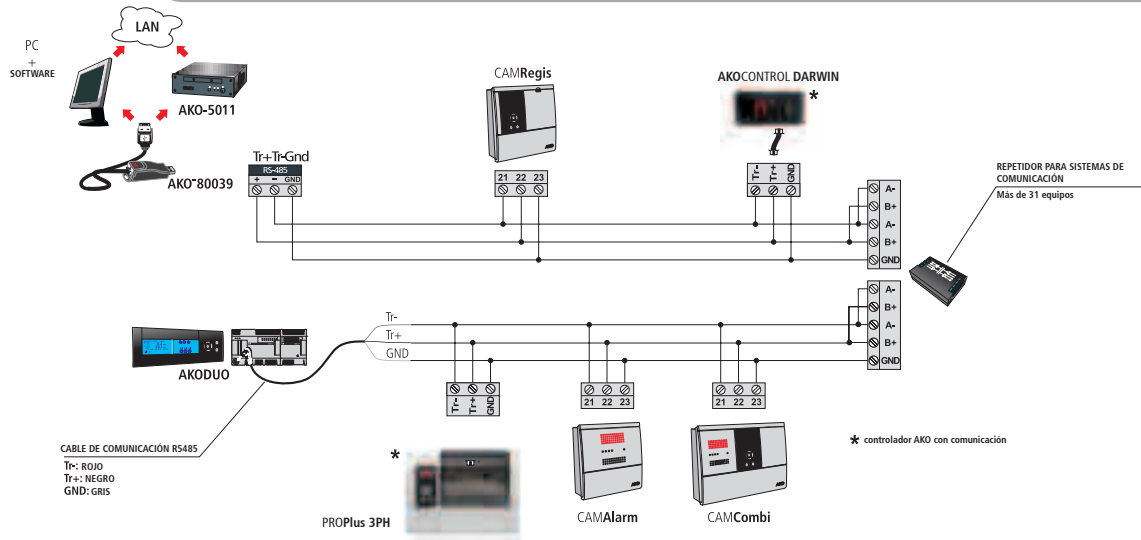 LAN
PC
+
SOFTWARE
AKO-5011
AKO-80039
Tr+Tr-Gnd
RS-485
+ - GND
CAMRegis
21 22 23
AKOCONTROL DARWIN
*
Tr- Tr+ GND
A-
B+
A-
B+
GND
REPETIDOR PARA SISTEMAS DE
COMUNICACIÓN
Más de 31 equipos
A-
B+
A-
B+
GND
Tr-
Tr+
GND
AKODUO
CABLE DE COMUNICACIÓN RS485
Tr-: ROJO
Tr+: NEGRO
GND: GRIS
Tr- Tr+ GND
21 22 23
21 22 23
*
PROPlus 3PH
CAMAlarm
CAMCombi
* controlador AKO con comunicación